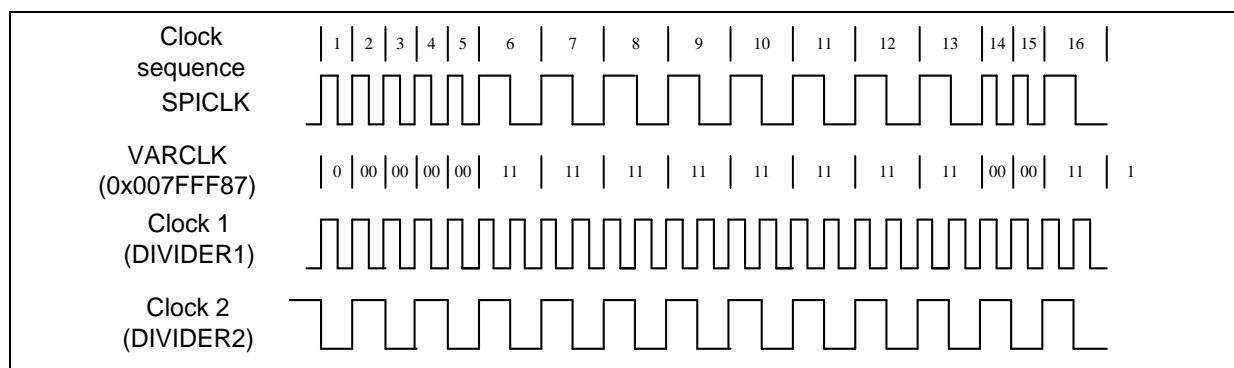 Clock
sequence
1 2 3 4 5 6 7 8 9 10 11 12 13 14 15 16
SPICLK
VARCLK
(0x007FFF87)
0 00 00 00 00 11 11 11 11 11 11 11 11 00 00 11 1
Clock 1
(DIVIDER1)
Clock 2
(DIVIDER2)